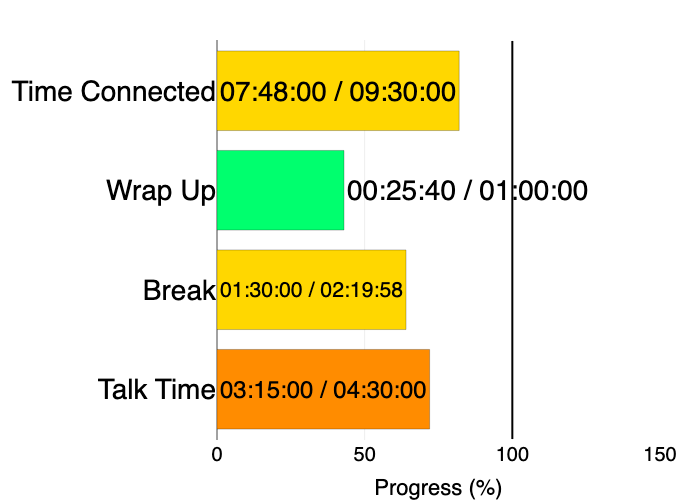 Time Connected 07:48:00 / 09:30:00
Wrap Up 00:25:40 / 01:00:00
Break 01:30:00 / 02:19:58
Talk Time 03:15:00 / 04:30:00
0 50 100 150
Progress (%)